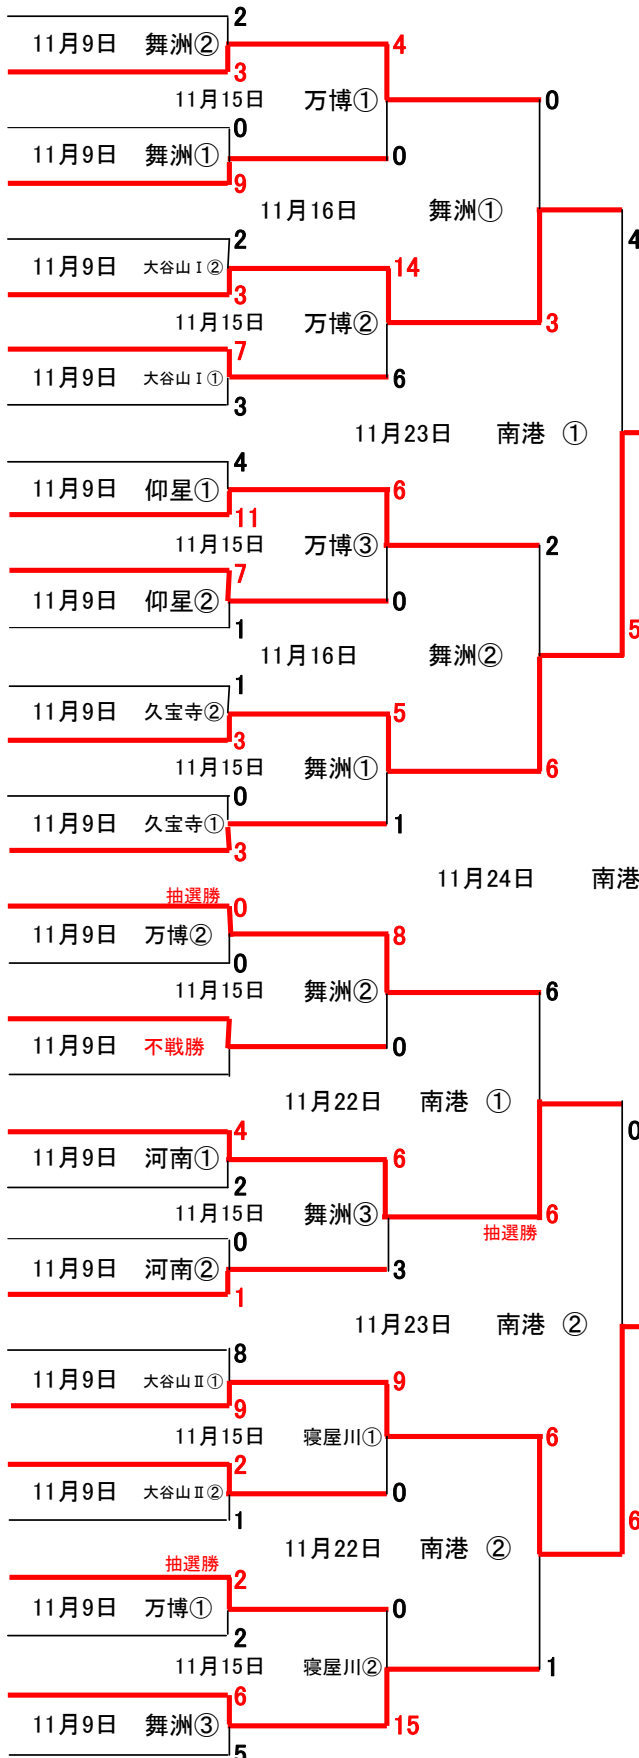 2
11月9日 舞洲②
4
3
11月15日 万博①
0
0
11月9日 舞洲①
0
9
11月16日 舞洲①
2
4
11月9日 大谷山Ⅰ②
14
3
11月15日 万博②
3
7
11月9日 大谷山Ⅰ①
6
3
11月23日 南港 ①
4
11月9日 仰星①
6
11
11月15日 万博③
2
7
11月9日 仰星②
0
1
5
11月16日 舞洲②
1
11月9日 久宝寺②
5
3
11月15日 舞洲①
6
0
11月9日 久宝寺①
1
3
11月24日 南港
抽選勝
0
11月9日 万博②
8
0
11月15日 舞洲②
6
11月9日 不戦勝
0
11月22日 南港 ①
4
0
11月9日 河南①
6
2
11月15日 舞洲③
6
抽選勝
0
11月9日 河南②
3
1
11月23日 南港 ②
8
11月9日 大谷山Ⅱ①
9
9
11月15日 寝屋川①
6
2
11月9日 大谷山Ⅱ②
0
1
6
11月22日 南港 ②
抽選勝
2
11月9日 万博①
0
2
11月15日 寝屋川②
1
6
11月9日 舞洲③
15
5